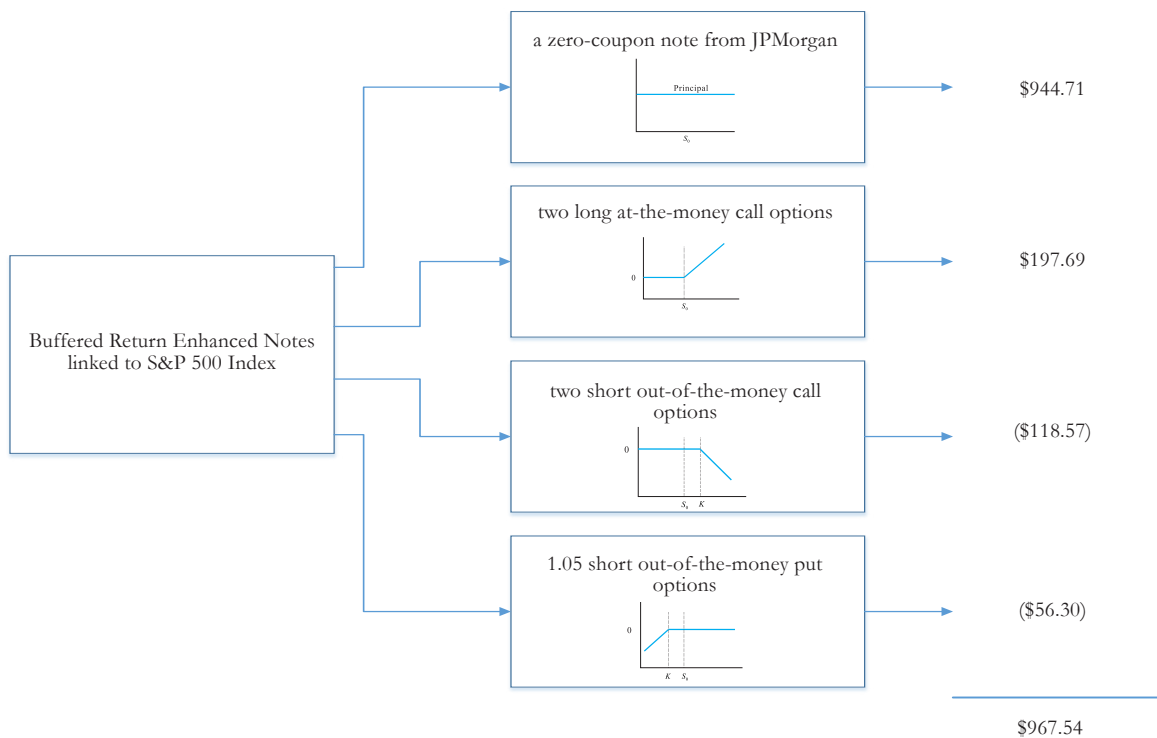 a zero-coupon note from JPMorgan
Principal
S₀
$944.71
two long at-the-money call options
0
S₀
$197.69
Buffered Return Enhanced Notes
linked to S&P 500 Index
two short out-of-the-money call
options
0
S₀ K
($118.57)
1.05 short out-of-the-money put
options
0
K S₀
($56.30)
$967.54